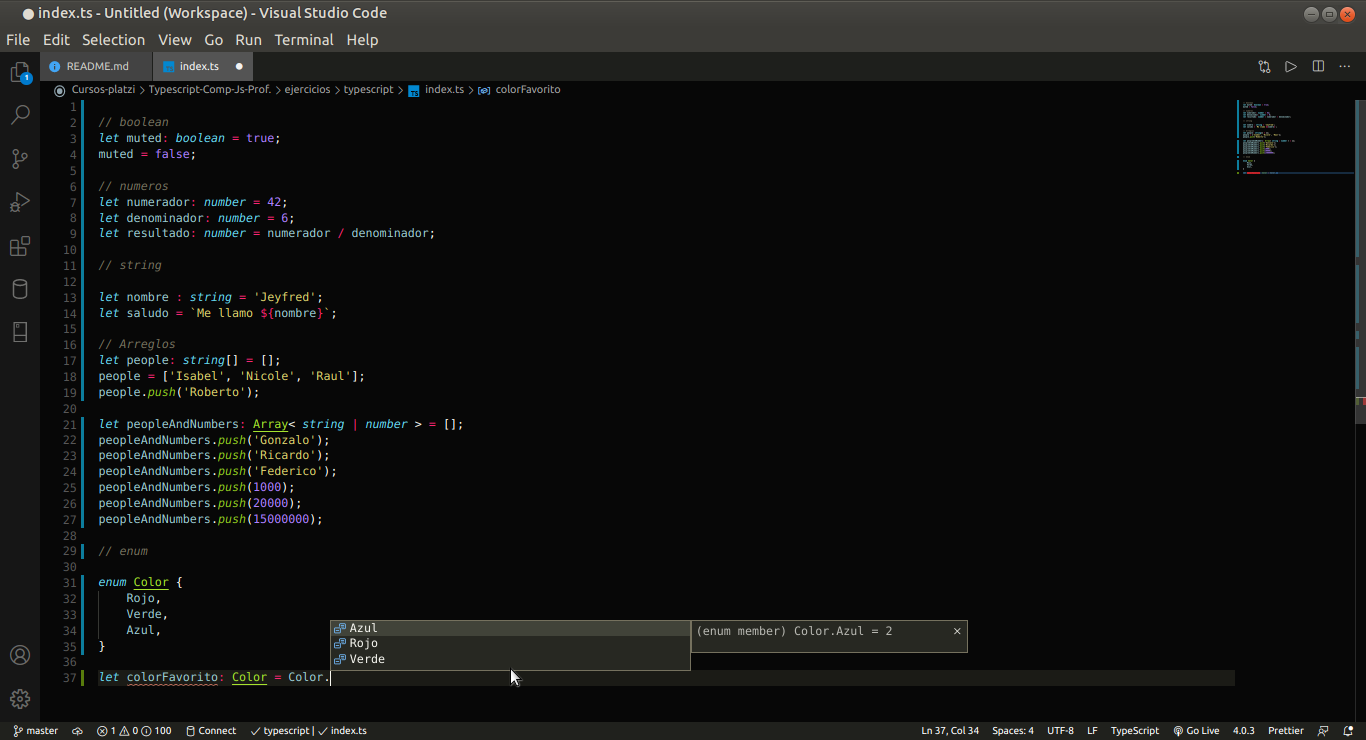 index.ts - Untitled (Workspace) - Visual Studio Code
File Edit Selection View Go Run Terminal Help
README.md index.ts
Cursos-platzi > Typescript-Comp-Js-Prof. > ejercicios > typescript > TS index.ts > colorFavorito
1
2 // boolean
3 let muted: boolean = true;
4 muted = false;
5
6 // numeros
7 let numerador: number = 42;
8 let denominador: number = 6;
9 let resultado: number = numerador / denominador;
10
11 // string
12
13 let nombre : string = 'Jeyfred';
14 let saludo = `Me llamo ${nombre}`;
15
16 // Arreglos
17 let people: string[] = [];
18 people = ['Isabel', 'Nicole', 'Raul'];
19 people.push('Roberto');
20
21 let peopleAndNumbers: Array< string | number > = [];
22 peopleAndNumbers.push('Gonzalo');
23 peopleAndNumbers.push('Ricardo');
24 peopleAndNumbers.push('Federico');
25 peopleAndNumbers.push(1000);
26 peopleAndNumbers.push(20000);
27 peopleAndNumbers.push(15000000);
28
29 // enum
30
31 enum Color {
32 Rojo,
33 Verde,
34 Azul,
35 }
36
37 let colorFavorito: Color = Color.
Azul
Rojo
Verde
(enum member) Color.Azul = 2
master 1 0 100 Connect ✓ typescript | ✓ index.ts Ln 37, Col 34 Spaces: 4 UTF-8 LF TypeScript Go Live 4.0.3 Prettier